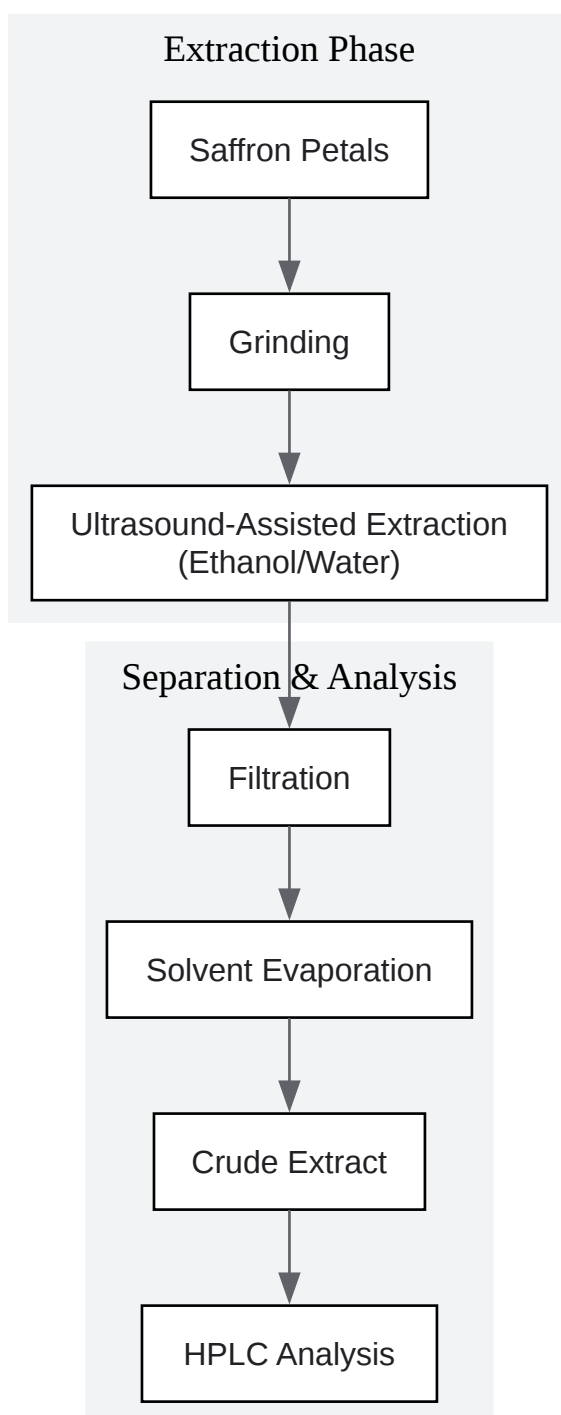 Extraction Phase
Saffron Petals
Grinding
Ultrasound-Assisted Extraction
(Ethanol/Water)
Separation & Analysis
Filtration
Solvent Evaporation
Crude Extract
HPLC Analysis